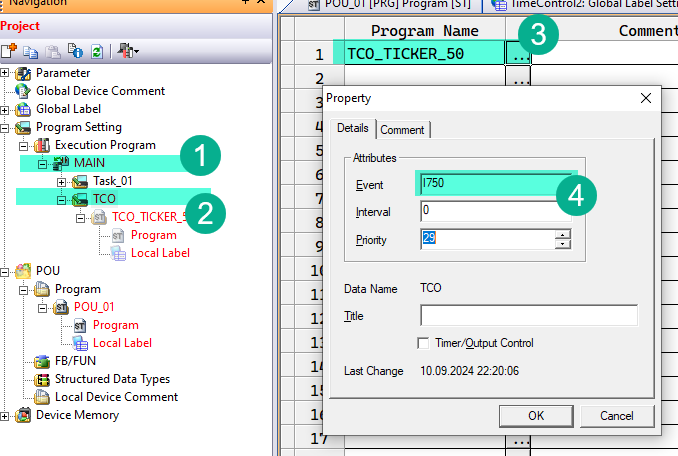 Navigation
Project
Parameter
Global Device Comment
Global Label
Program Setting
Execution Program
MAIN
Task_01
TCO
TCO_TICKER_5
Program
Local Label
POU
Program
POU_01
Program
Local Label
FB/FUN
Structured Data Types
Local Device Comment
Device Memory
1
2
POU_01 [PRG] Program [ST]
TimeControl2: Global Label Setti
Program Name
Comment
1
TCO_TICKER_50
...
3
2
...
3
4
5
6
7
8
9
10
11
12
13
14
15
16
17
...
Property
Details
Comment
Attributes
Event
I750
4
Interval
0
Priority
29
Data Name
TCO
Title
Timer/Output Control
Last Change
10.09.2024 22:20:06
OK
Cancel